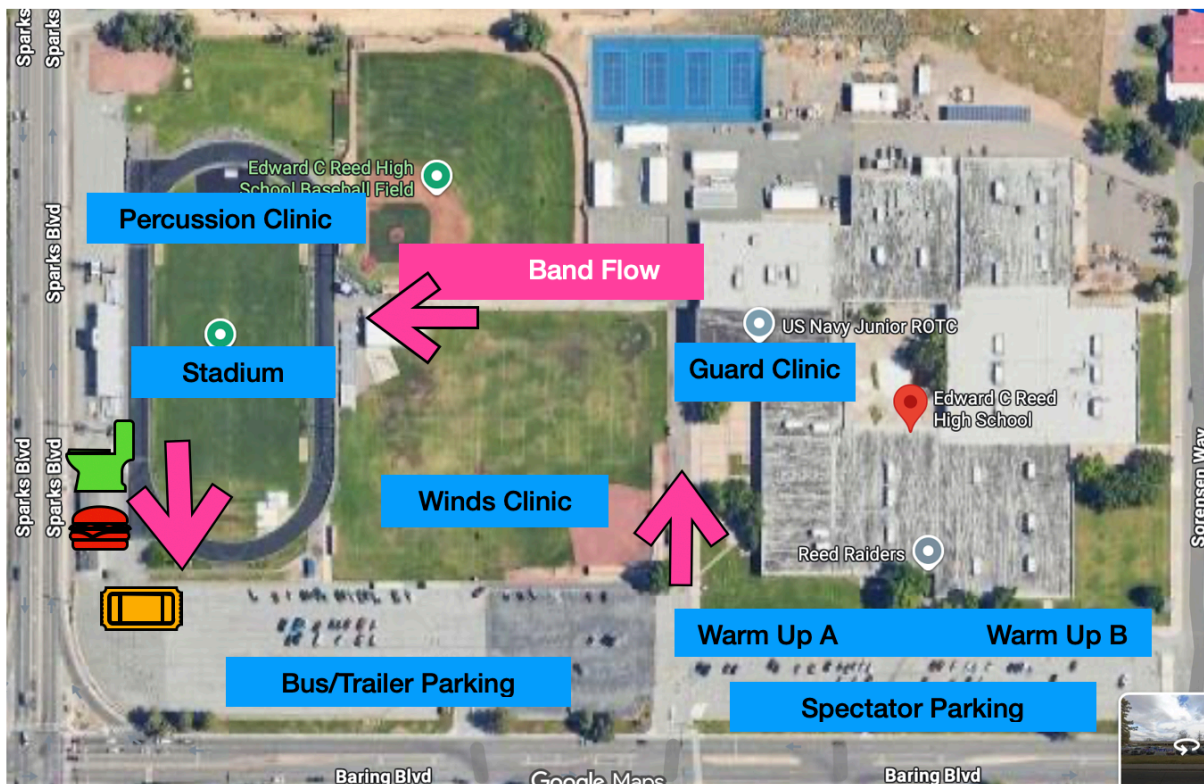 Sparks
Sparks
Edward C Reed High
School Baseball Field
Percussion Clinic
Sparks Blvd
Sparks Blvd
Band Flow
US Navy Junior ROTC
Stadium
Guard Clinic
Edward C Reed
High School
Sparks Blvd
Sparks Blvd
Sorensen Way
Winds Clinic
Reed Raiders
Warm Up A
Warm Up B
Bus/Trailer Parking
Spectator Parking
Baring Blvd
Google Maps
Baring Blvd